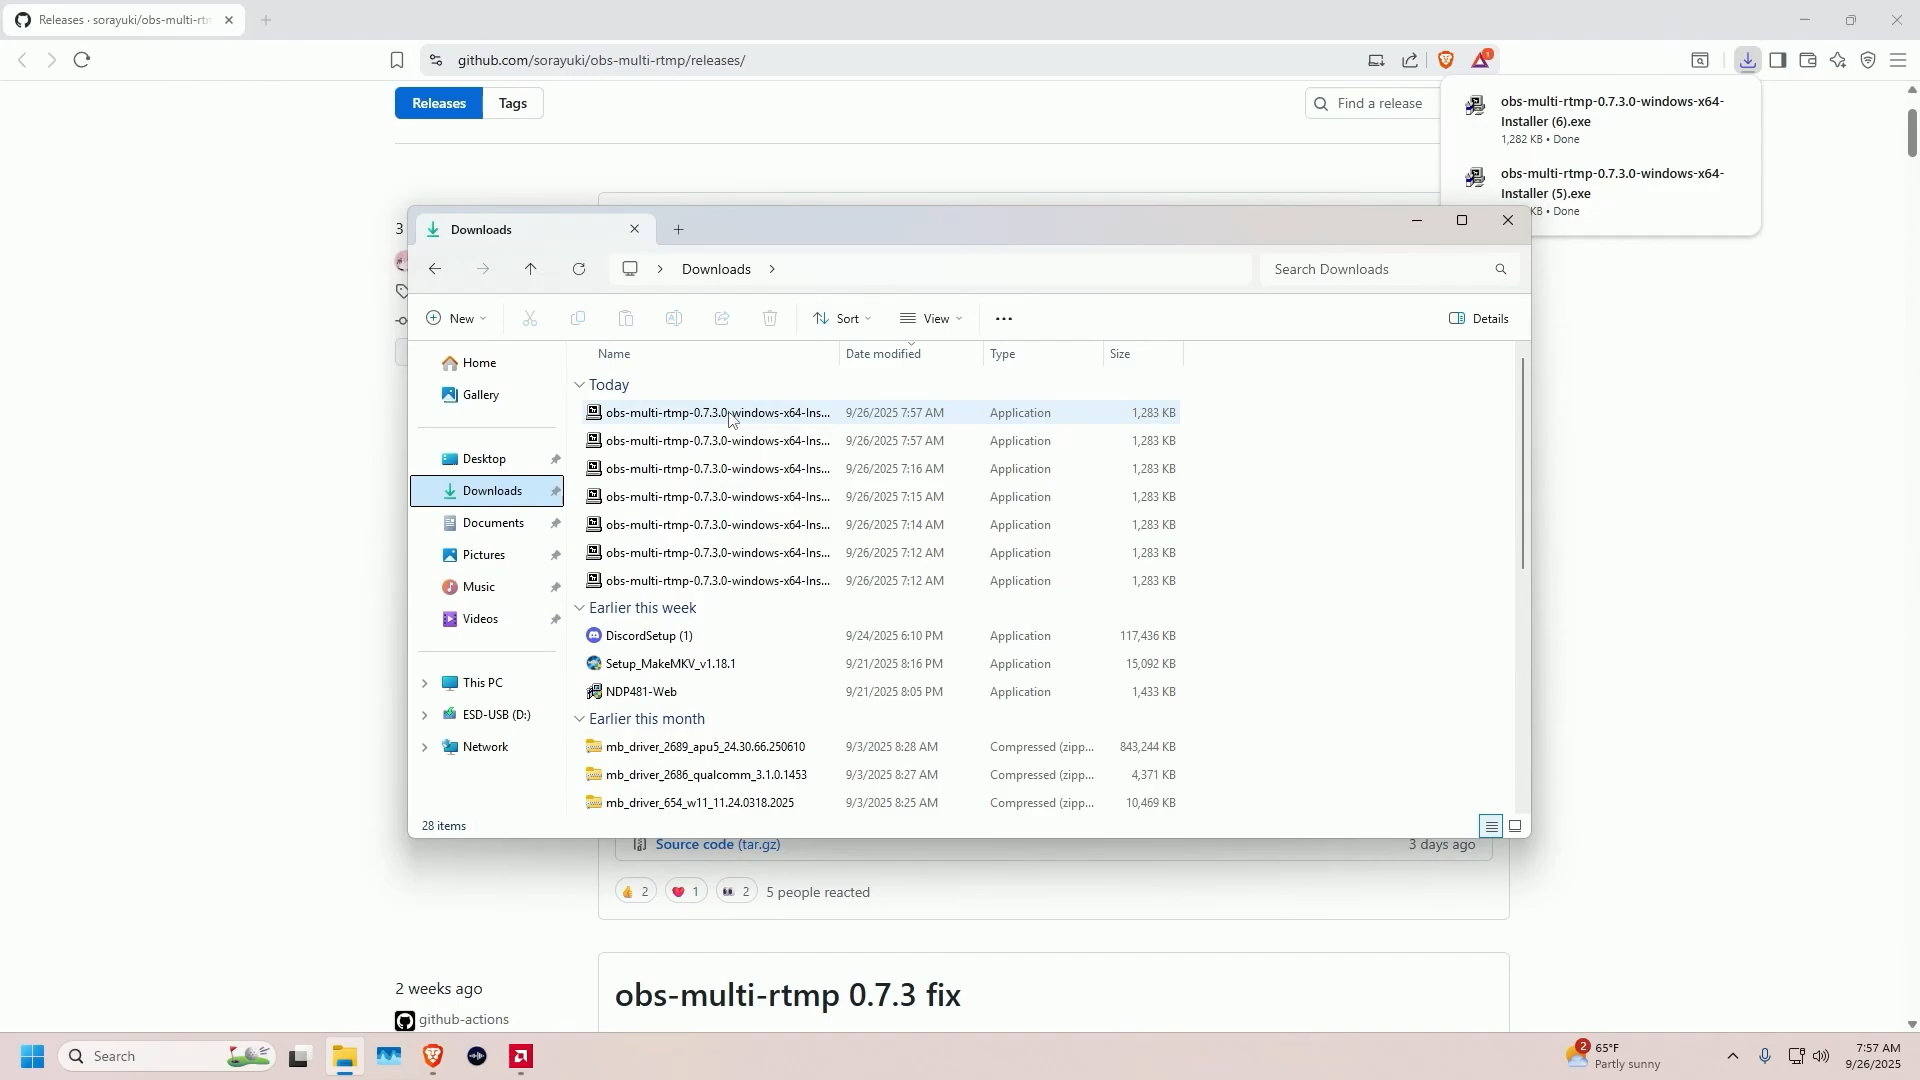 Releases · sorayuki/obs-multi-rtm
github.com/sorayuki/obs-multi-rtmp/releases/
1
Releases
Tags
Find a release
obs-multi-rtmp-0.7.3.0-windows-x64-
Installer (6).exe
1,282 KB • Done
obs-multi-rtmp-0.7.3.0-windows-x64-
Installer (5).exe
KB • Done
3
Downloads
Downloads
Search Downloads
New
Sort
View
Details
Name
Date modified
Type
Size
Home
Gallery
Desktop
Downloads
Documents
Pictures
Music
Videos
This PC
ESD-USB (D:)
Network
Today
obs-multi-rtmp-0.7.3.0-windows-x64-Ins... 9/26/2025 7:57 AM Application 1,283 KB
obs-multi-rtmp-0.7.3.0-windows-x64-Ins... 9/26/2025 7:57 AM Application 1,283 KB
obs-multi-rtmp-0.7.3.0-windows-x64-Ins... 9/26/2025 7:16 AM Application 1,283 KB
obs-multi-rtmp-0.7.3.0-windows-x64-Ins... 9/26/2025 7:15 AM Application 1,283 KB
obs-multi-rtmp-0.7.3.0-windows-x64-Ins... 9/26/2025 7:14 AM Application 1,283 KB
obs-multi-rtmp-0.7.3.0-windows-x64-Ins... 9/26/2025 7:12 AM Application 1,283 KB
obs-multi-rtmp-0.7.3.0-windows-x64-Ins... 9/26/2025 7:12 AM Application 1,283 KB
Earlier this week
DiscordSetup (1) 9/24/2025 6:10 PM Application 117,436 KB
Setup_MakeMKV_v1.18.1 9/21/2025 8:16 PM Application 15,092 KB
NDP481-Web 9/21/2025 8:05 PM Application 1,433 KB
Earlier this month
mb_driver_2689_apu5_24.30.66.250610 9/3/2025 8:28 AM Compressed (zipp... 843,244 KB
mb_driver_2686_qualcomm_3.1.0.1453 9/3/2025 8:27 AM Compressed (zipp... 4,371 KB
mb_driver_654_w11_11.24.0318.2025 9/3/2025 8:25 AM Compressed (zipp... 10,469 KB
28 items
Source code (tar.gz)
3 days ago
2
1
2
5 people reacted
2 weeks ago
github-actions
obs-multi-rtmp 0.7.3 fix
Search
2
65°F
Partly sunny
7:57 AM
9/26/2025